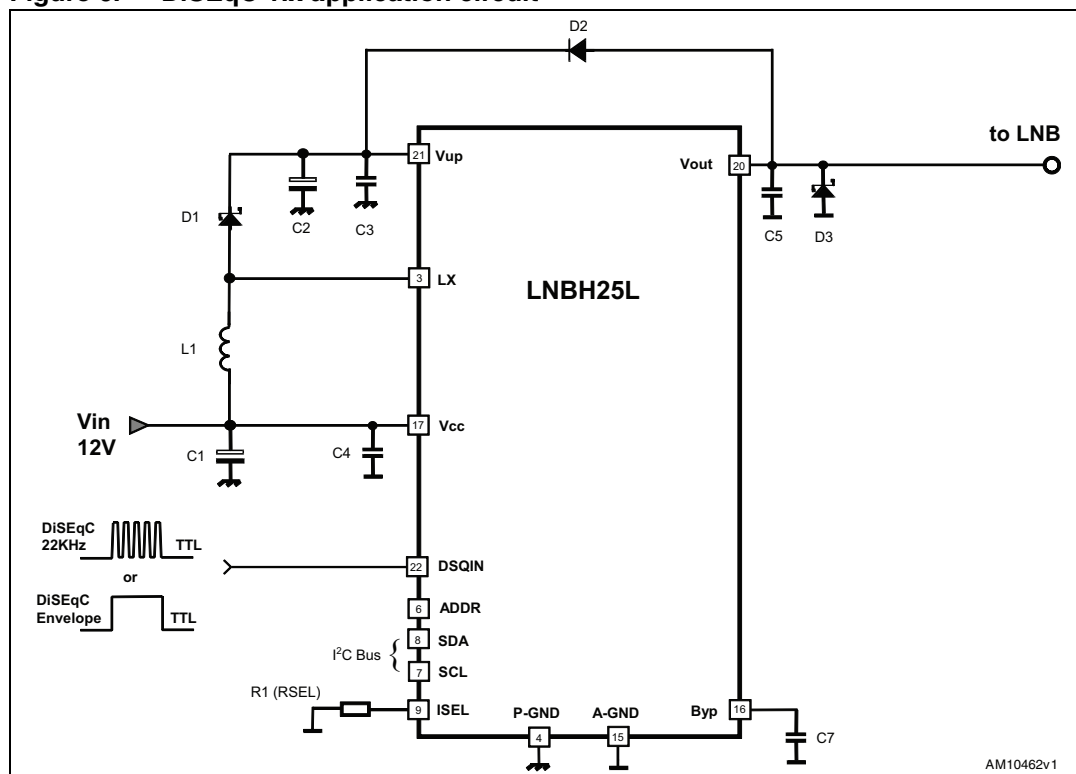 D2
to LNB
21 Vup
Vout 20
D1
C2
C3
C5
D3
3 LX
LNBH25L
L1
Vin
12V
17 Vcc
C1
C4
DiSEqC
22KHz
TTL
or
DiSEqC
Envelope
TTL
22 DSQIN
6 ADDR
8 SDA
I²C Bus {
7 SCL
R1 (RSEL)
9 ISEL
P-GND
4
A-GND
15
Byp 16
C7
AM10462v1